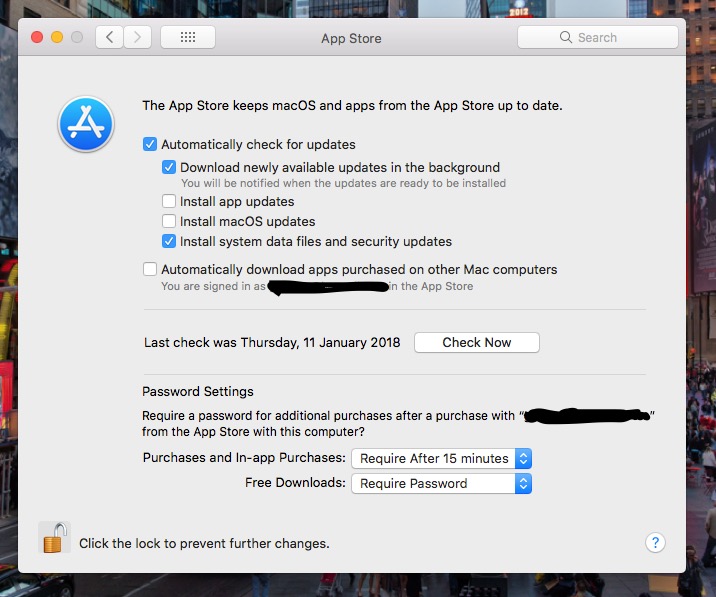 App Store
Search
The App Store keeps macOS and apps from the App Store up to date.
Automatically check for updates
Download newly available updates in the background
You will be notified when the updates are ready to be installed
Install app updates
Install macOS updates
Install system data files and security updates
Automatically download apps purchased on other Mac computers
You are signed in as in the App Store
Last check was Thursday, 11 January 2018 Check Now
Password Settings
Require a password for additional purchases after a purchase with “ ”
from the App Store with this computer?
Purchases and In-app Purchases: Require After 15 minutes
Free Downloads: Require Password
Click the lock to prevent further changes. ?